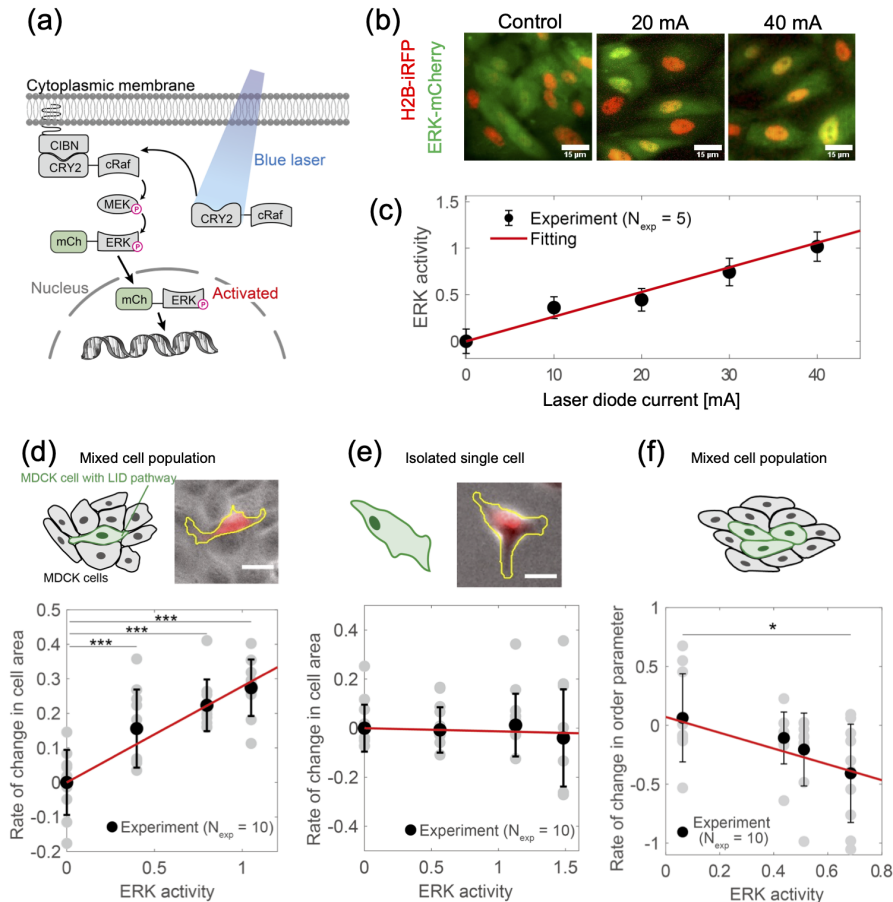 (a)
Cytoplasmic membrane
CIBN
CRY2
cRaf
Blue laser
MEK
P
CRY2
cRaf
mCh
ERK
P
Nucleus
mCh
ERK
P
Activated
(b)
Control
20 mA
40 mA
H2B-iRFP
ERK-mCherry
15 μm
15 μm
15 μm
(c)
ERK activity
1.5
1
0.5
0
Experiment (N_exp = 5)
Fitting
0
10
20
30
40
Laser diode current [mA]
(d)
Mixed cell population
MDCK cell with LID pathway
MDCK cells
Rate of change in cell area
0.5
0.4
0.3
0.2
0.1
0
-0.1
-0.2
***
***
***
Experiment (N_exp = 10)
0
0.5
1
ERK activity
(e)
Isolated single cell
Rate of change in cell area
0.4
0.2
0
-0.2
-0.4
Experiment (N_exp = 10)
0
0.5
1
1.5
ERK activity
(f)
Mixed cell population
Rate of change in order parameter
1
0.5
0
-0.5
-1
*
Experiment
(N_exp = 10)
0
0.2
0.4
0.6
0.8
ERK activity